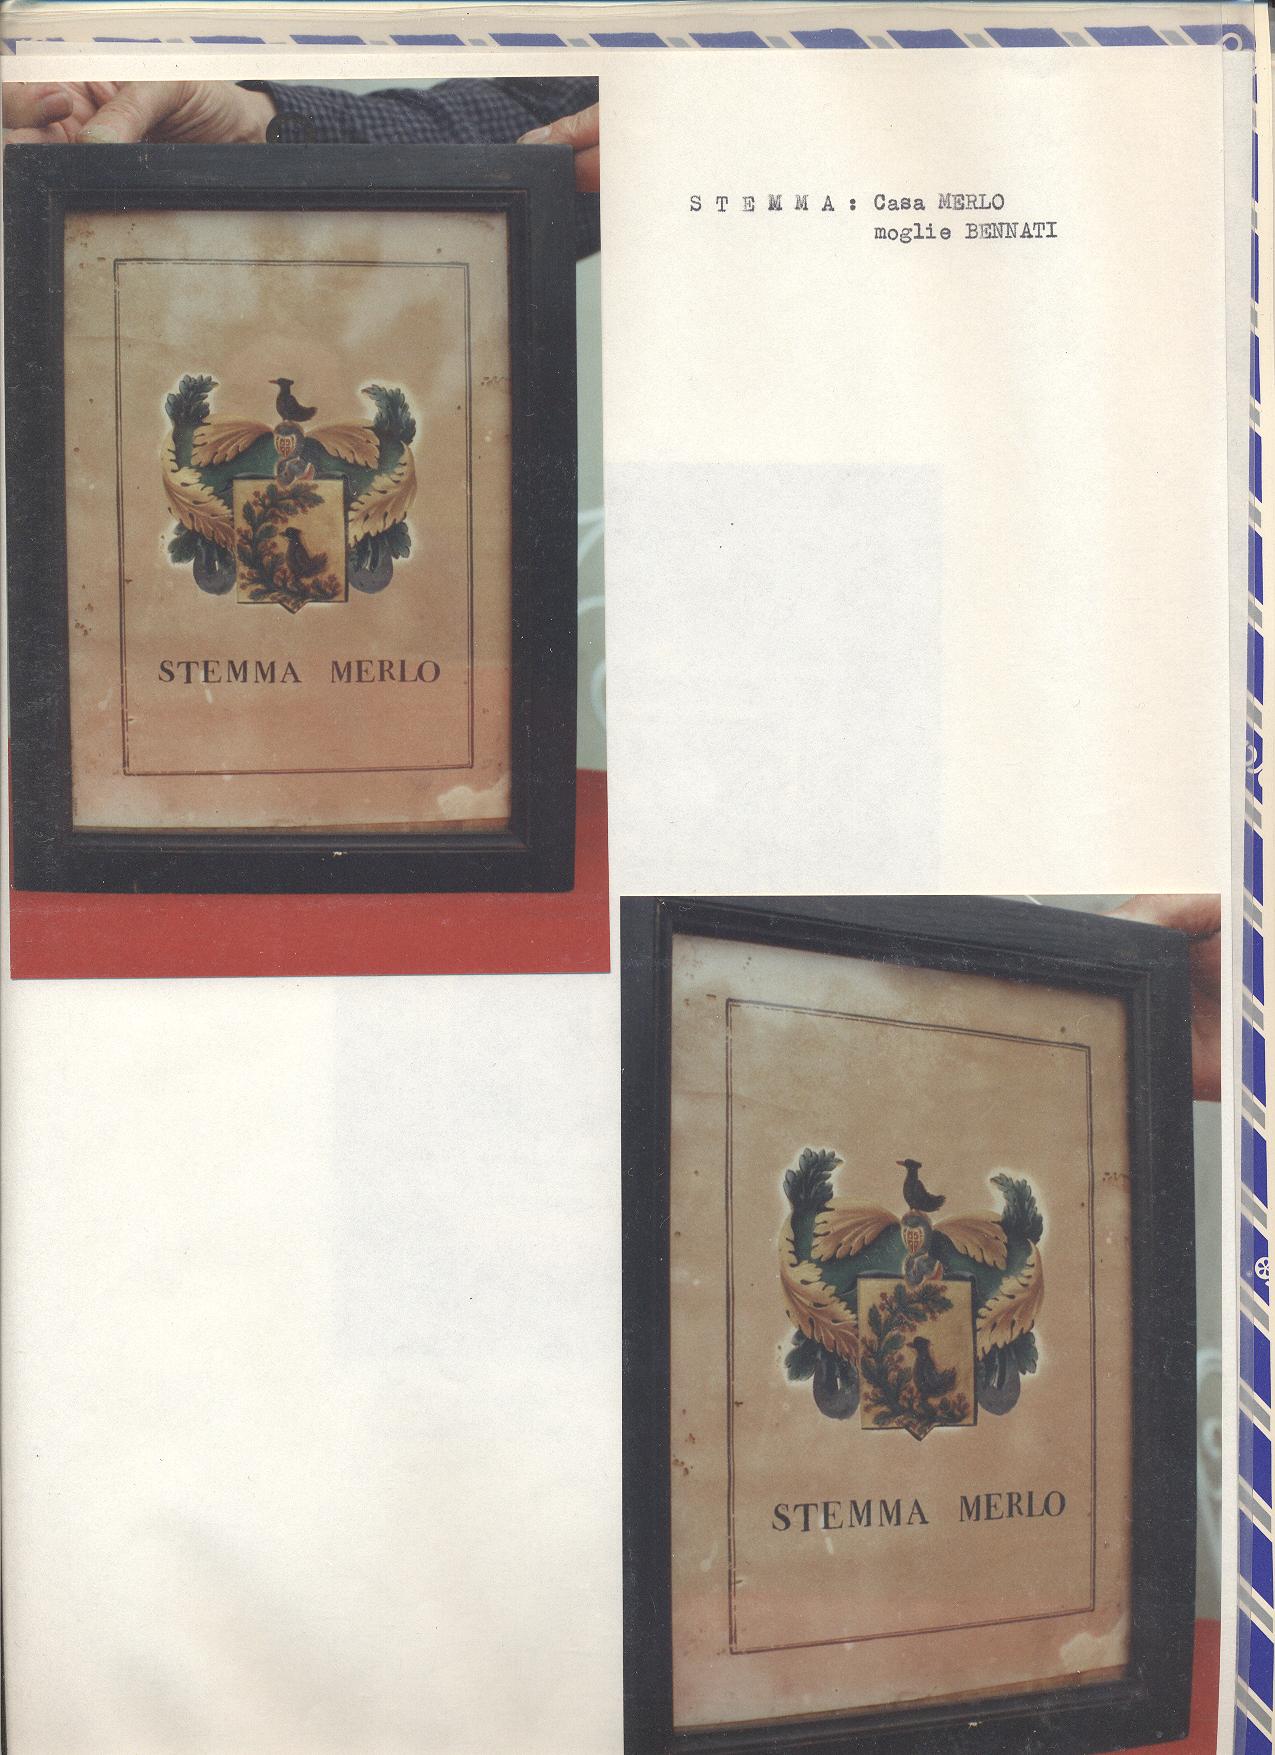 S T E M M A : Casa MERLO
moglie BENNATI
STEMMA MERLO
STEMMA MERLO